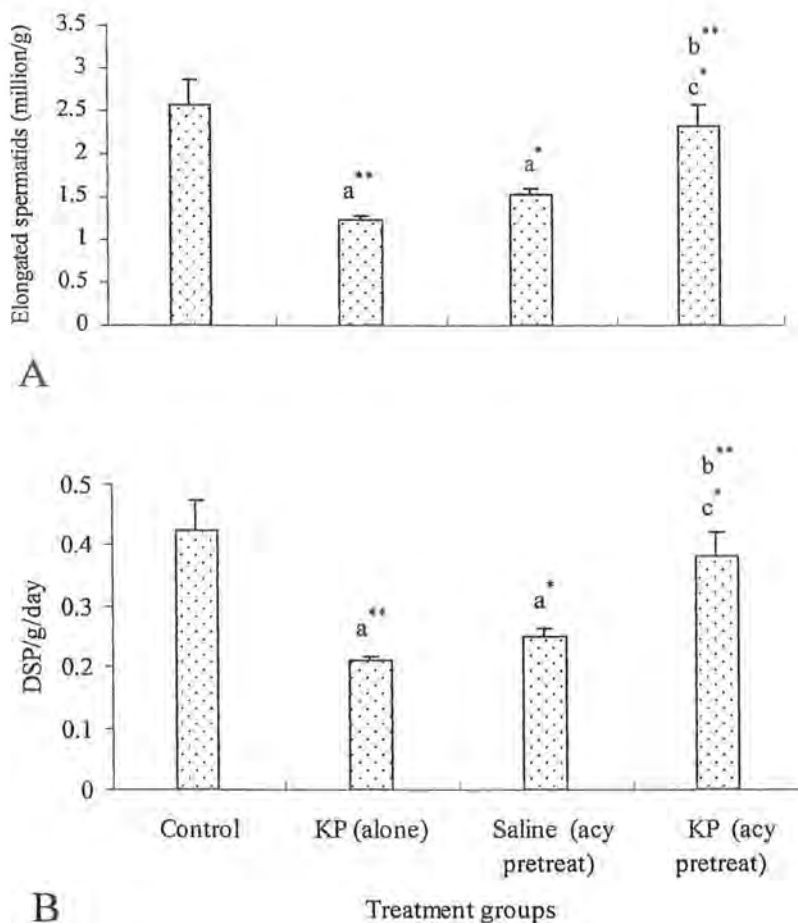 3.5
3
2.5
2
1.5
1
0.5
0
Elongated spermatids (million/g)
a**
a*
b**
c*
A
0.5
0.4
0.3
0.2
0.1
0
DSP/g/day
a**
a*
b**
c*
Control KP (alone) Saline (acy pretreat) KP (acy pretreat)
B
Treatment groups